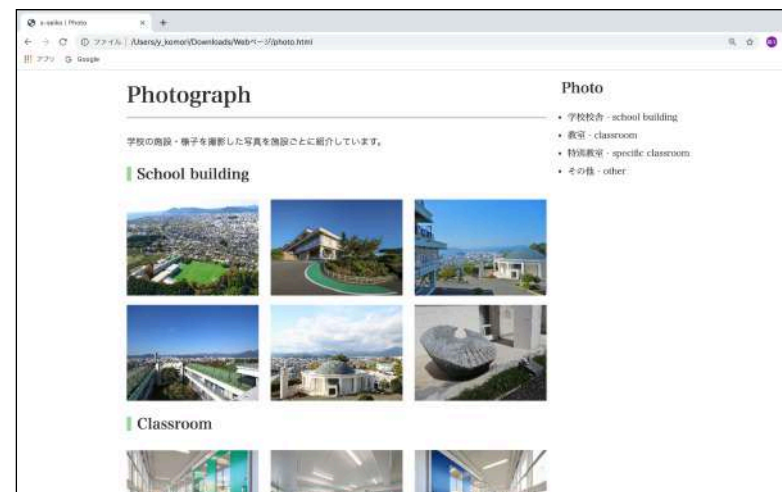 x-seiko | Photo
ファイル | /Users/y_komori/Downloads/Webページ/photo.html
アプリ Google
Photograph
学校の施設・様子を撮影した写真を施設ごとに紹介しています。
School building
Classroom
Photo
学校校舎 - school building
教室 - classroom
特別教室 - specific classroom
その他 - other